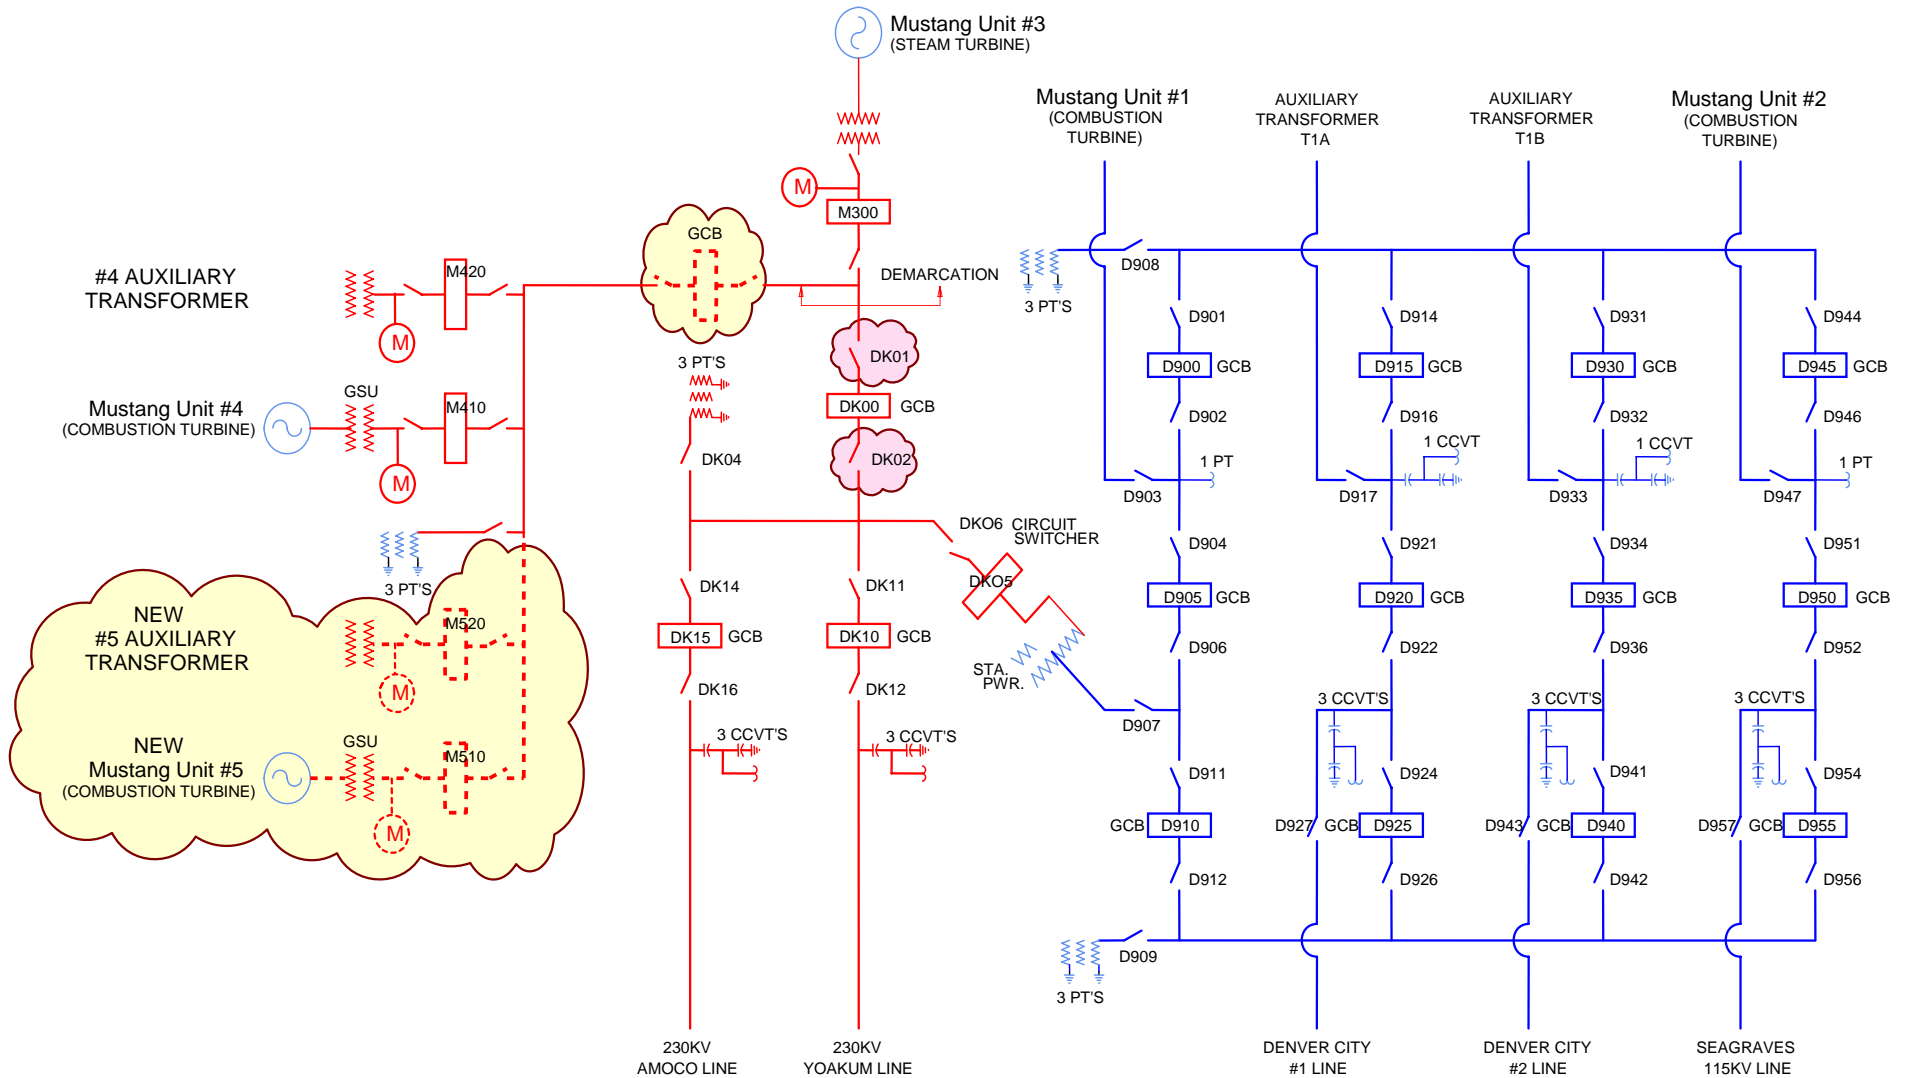 Mustang Unit #3
(STEAM TURBINE)
M
M300
GCB
DEMARCATION
#4 AUXILIARY
TRANSFORMER
M420
M
Mustang Unit #4
(COMBUSTION TURBINE)
GSU
M410
M
3 PT'S
NEW
#5 AUXILIARY
TRANSFORMER
M520
M
NEW
Mustang Unit #5
(COMBUSTION TURBINE)
GSU
M510
M
3 PT'S
DK01
DK00
GCB
DK02
DK04
DKO6
CIRCUIT
SWITCHER
DKO5
STA.
PWR.
DK14
DK15
GCB
DK16
3 CCVT'S
DK11
DK10
GCB
DK12
3 CCVT'S
230KV
AMOCO LINE
230KV
YOAKUM LINE
Mustang Unit #1
(COMBUSTION
TURBINE)
AUXILIARY
TRANSFORMER
T1A
AUXILIARY
TRANSFORMER
T1B
Mustang Unit #2
(COMBUSTION
TURBINE)
3 PT'S
D908
D901
D900
GCB
D902
1 PT
D903
D904
D905
GCB
D906
D907
D911
GCB
D910
D912
D909
3 PT'S
D914
D915
GCB
D916
1 CCVT
D917
D921
D920
GCB
D922
3 CCVT'S
D924
D927
GCB
D925
D926
D931
D930
GCB
D932
1 CCVT
D933
D934
D935
GCB
D936
3 CCVT'S
D941
D943
GCB
D940
D942
D944
D945
GCB
D946
1 PT
D947
D951
D950
GCB
D952
3 CCVT'S
D954
D957
GCB
D955
D956
DENVER CITY
#1 LINE
DENVER CITY
#2 LINE
SEAGRAVES
115KV LINE